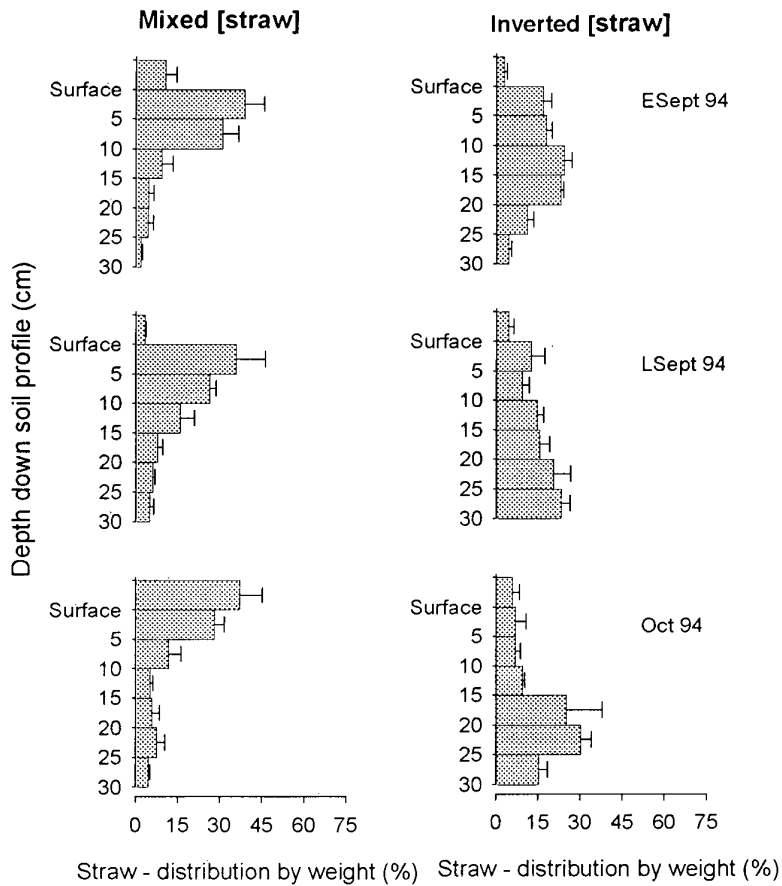 Mixed [straw]
Inverted [straw]
Depth down soil profile (cm)
Surface
5
10
15
20
25
30
Surface
5
10
15
20
25
30
ESept 94
Surface
5
10
15
20
25
30
Surface
5
10
15
20
25
30
LSept 94
Surface
5
10
15
20
25
30
Surface
5
10
15
20
25
30
Oct 94
0 15 30 45 60 75
0 15 30 45 60 75
Straw - distribution by weight (%)
Straw - distribution by weight (%)